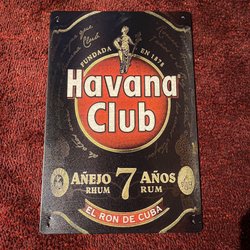 FUNDADA EN 1878
Havana
Club
AÑEJO 7 AÑOS
RHUM RUM
EL RON DE CUBA